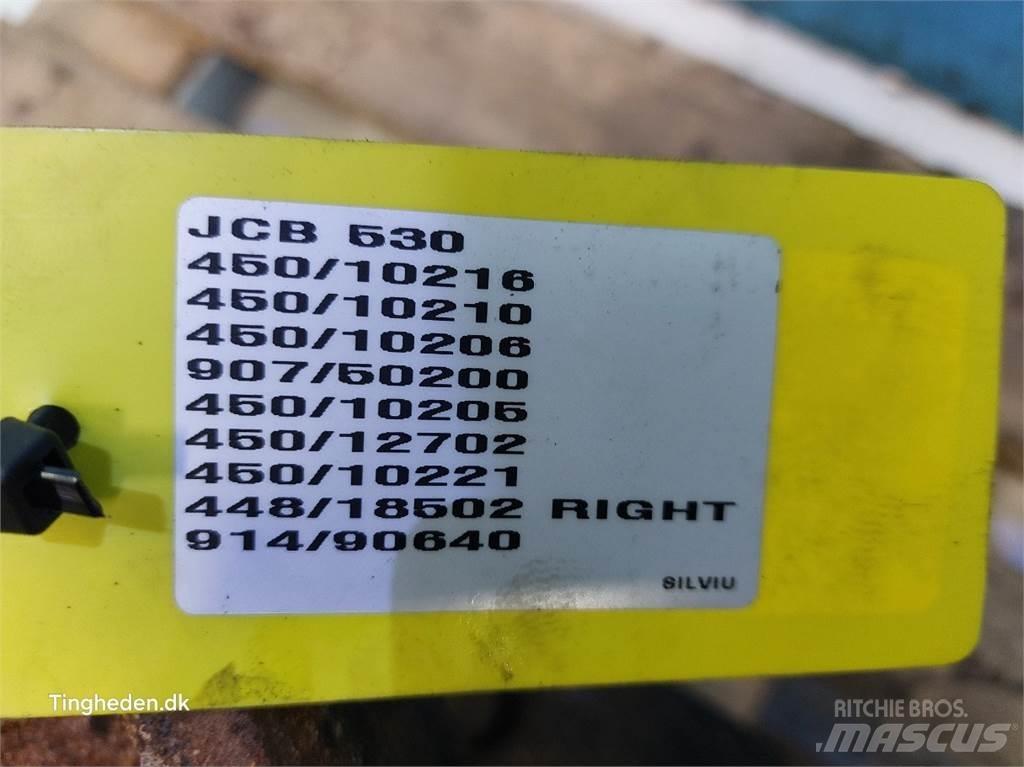 JCB 530
450/10216
450/10210
450/10206
907/50200
450/10205
450/12702
450/10221
448/18502 RIGHT
914/90640
SILVIU
Tingheden.dk
RITCHIE BROS.
MASCUS